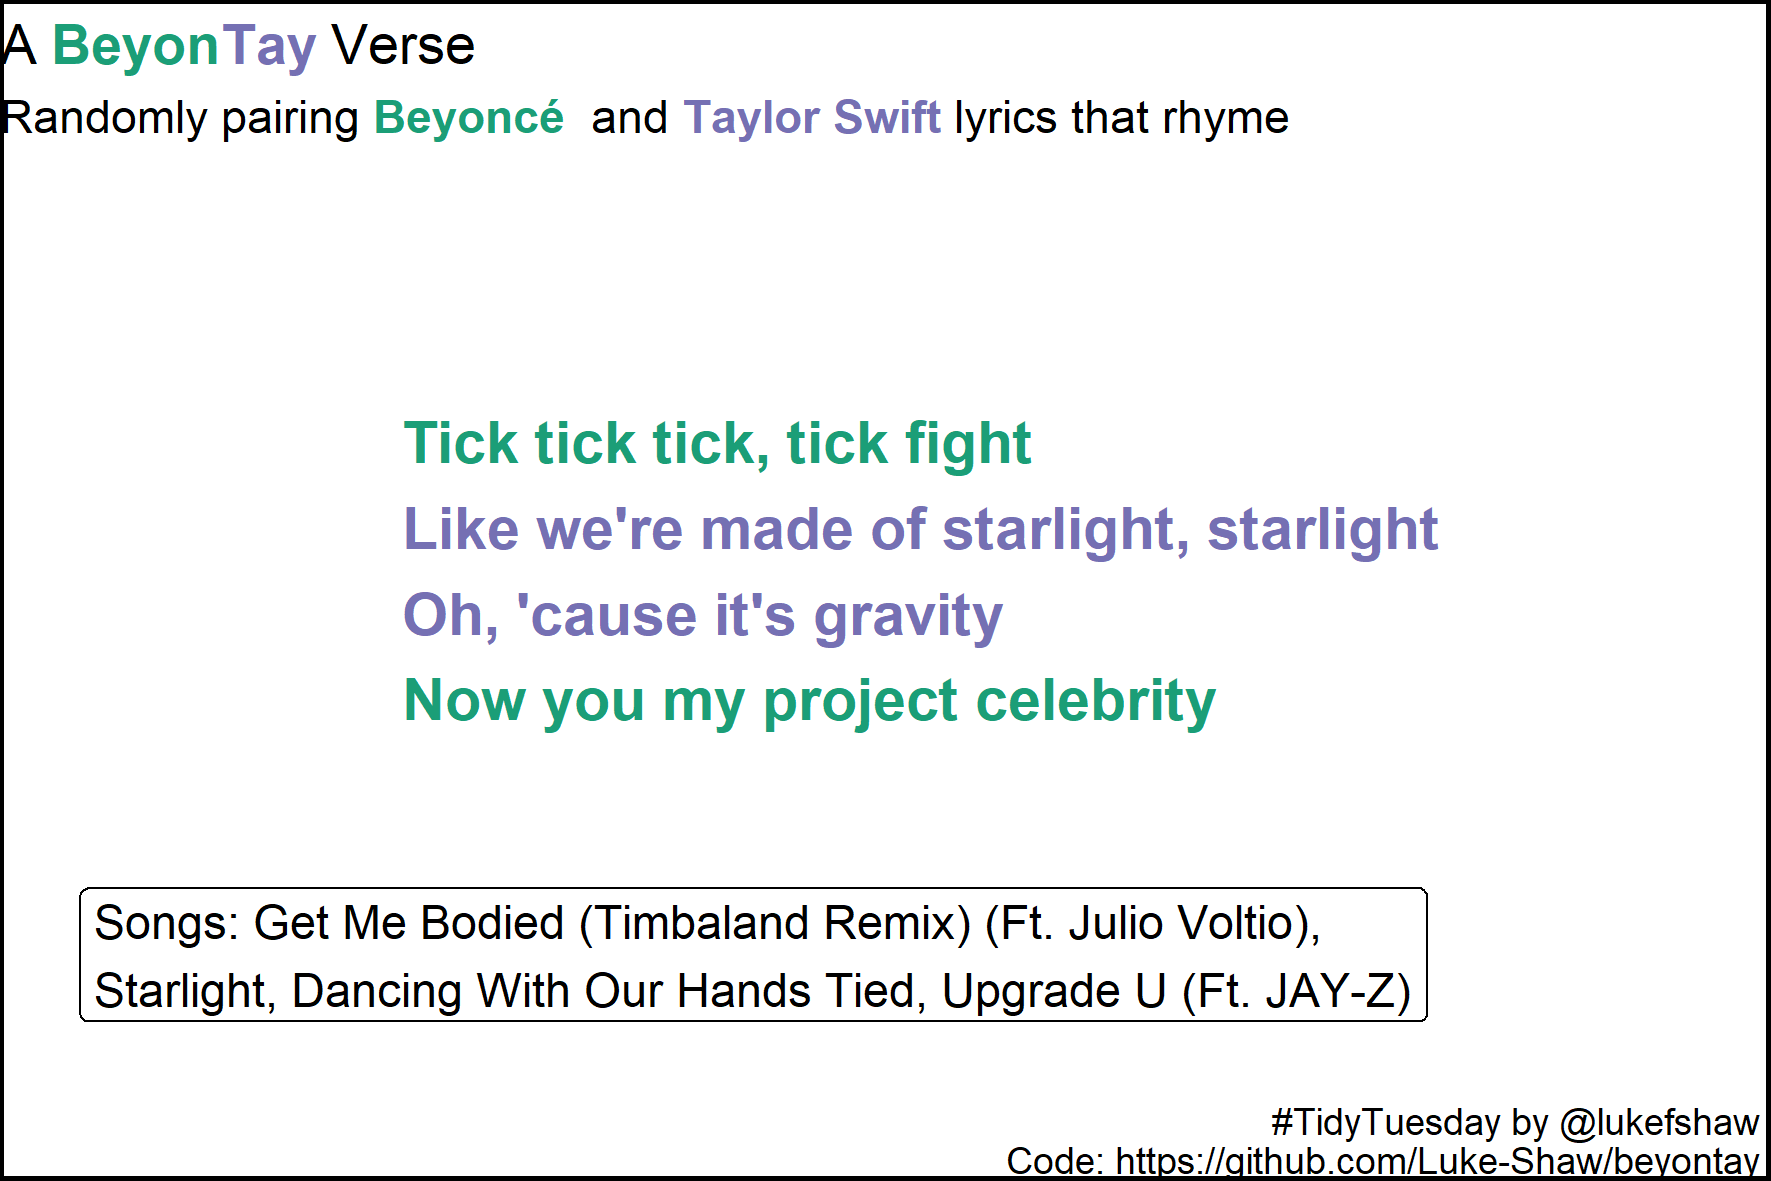 A BeyonTay Verse
Randomly pairing Beyoncé and Taylor Swift lyrics that rhyme
Tick tick tick, tick fight
Like we're made of starlight, starlight
Oh, 'cause it's gravity
Now you my project celebrity
Songs: Get Me Bodied (Timbaland Remix) (Ft. Julio Voltio),
Starlight, Dancing With Our Hands Tied, Upgrade U (Ft. JAY-Z)
#TidyTuesday by @lukefshaw
Code: https://github.com/Luke-Shaw/beyontay